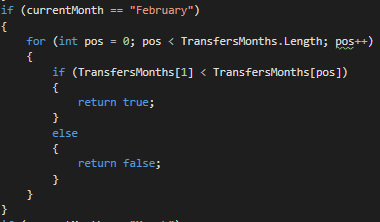 if (currentMonth == "February")
{
for (int pos = 0; pos < TransfersMonths.Length; pos++)
{
if (TransfersMonths[1] < TransfersMonths[pos])
{
return true;
}
else
{
return false;
}
}
}